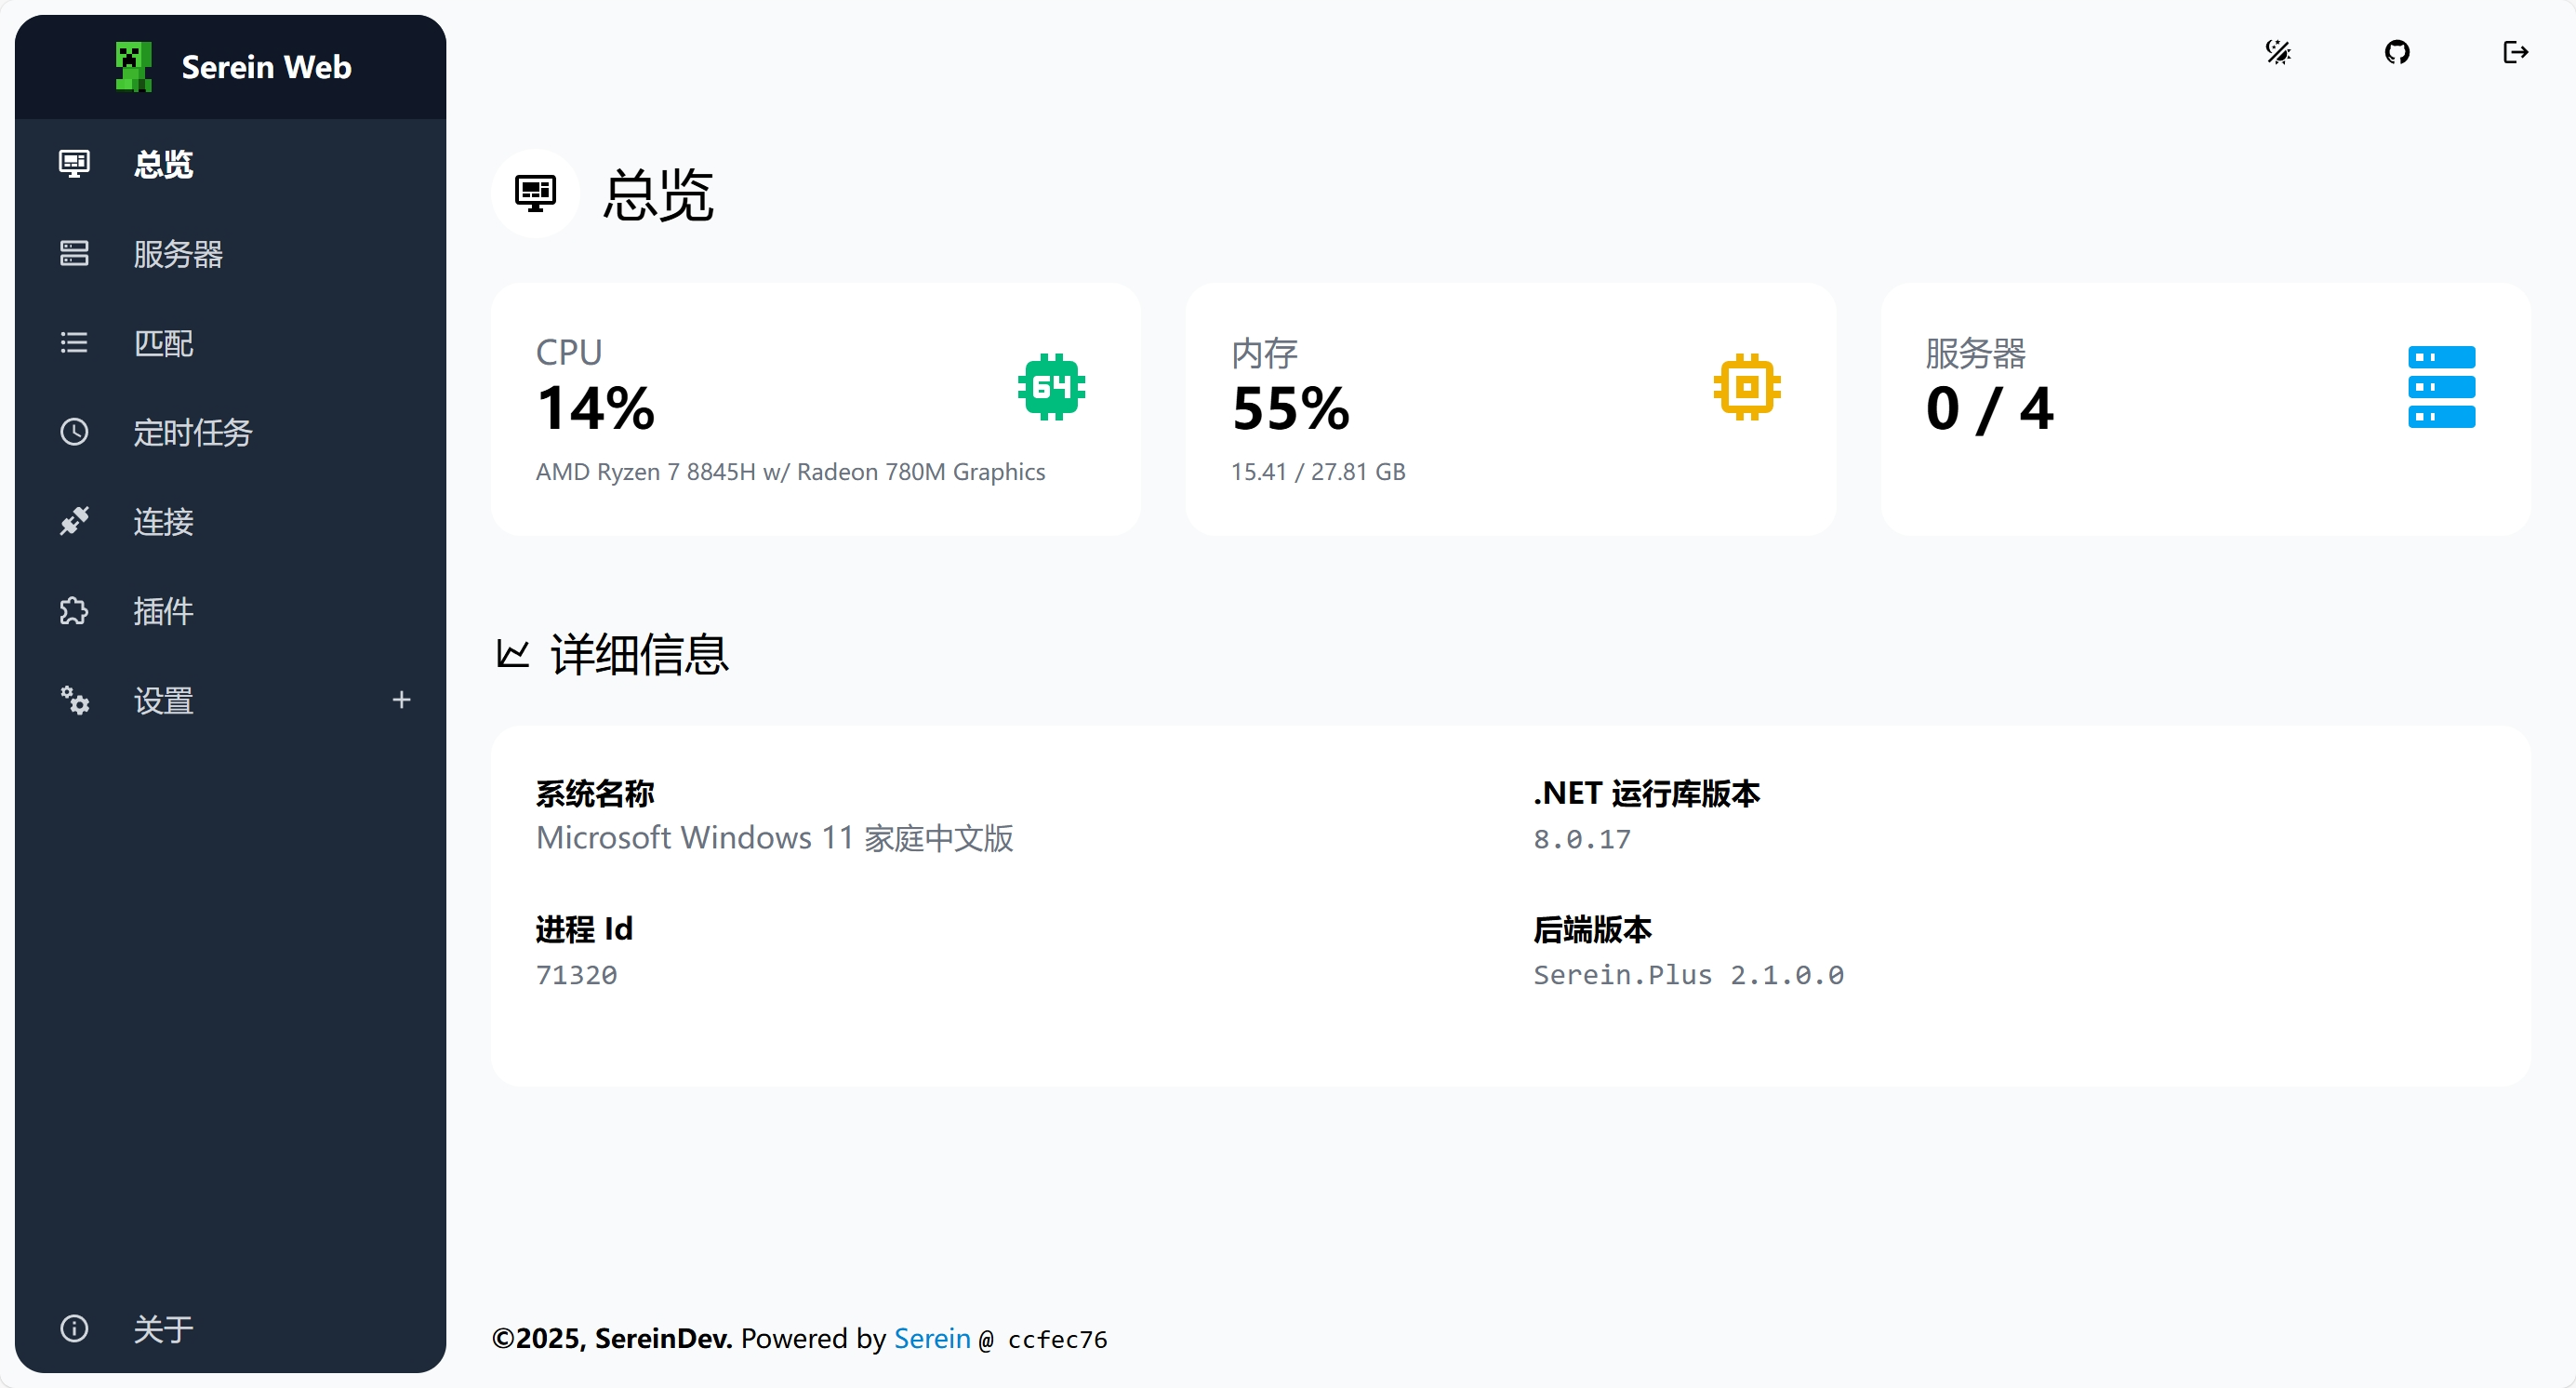 Serein Web
总览
服务器
匹配
定时任务
连接
插件
设置
关于
总览
CPU
14%
AMD Ryzen 7 8845H w/ Radeon 780M Graphics
64
内存
55%
15.41 / 27.81 GB
服务器
0 / 4
详细信息
系统名称
Microsoft Windows 11 家庭中文版
.NET 运行库版本
8.0.17
进程 Id
71320
后端版本
Serein.Plus 2.1.0.0
©2025, SereinDev. Powered by Serein @ ccfec76